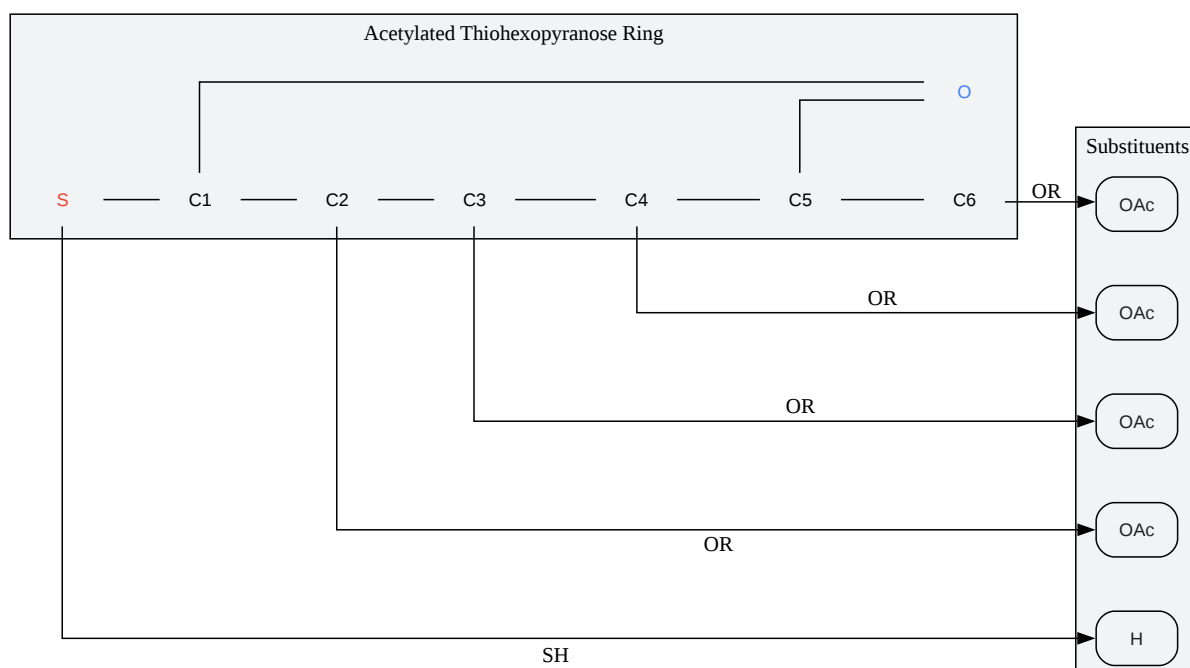 Acetylated Thiohexopyranose Ring
O
Substituents
S C1 C2 C3 C4 C5 C6 OR OAc
OR OAc
OR OAc
OR OAc
SH H